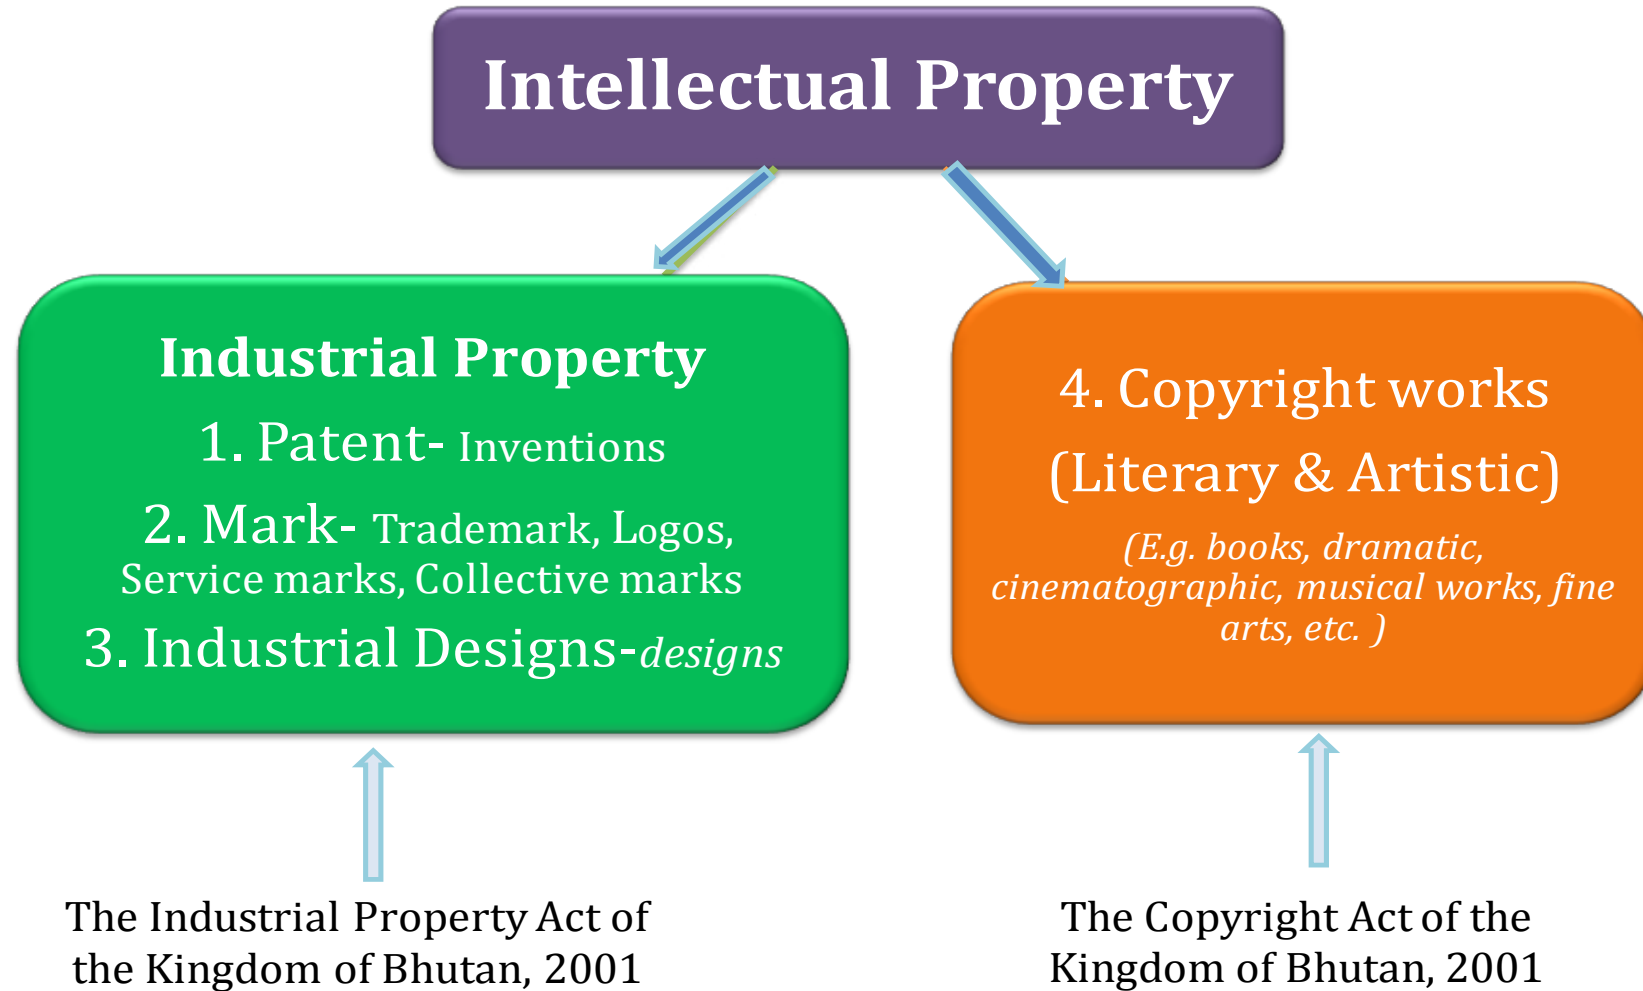 Intellectual Property
Industrial Property
1. Patent- Inventions
2. Mark- Trademark, Logos,
Service marks, Collective marks
3. Industrial Designs-designs
4. Copyright works
(Literary & Artistic)
(E.g. books, dramatic,
cinematographic, musical works, fine
arts, etc. )
The Industrial Property Act of
the Kingdom of Bhutan, 2001
The Copyright Act of the
Kingdom of Bhutan, 2001